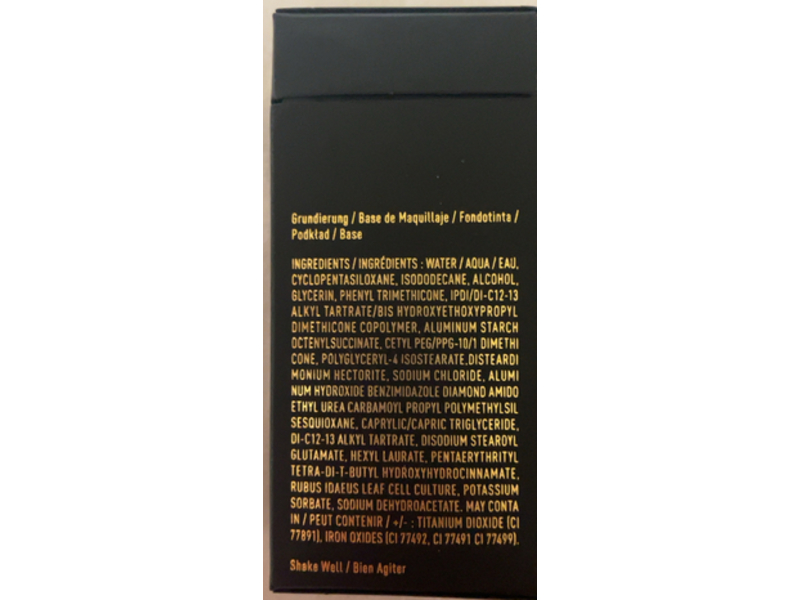 Grundierung / Base de Maquillaje / Fondotinta /
Podkład / Base
INGREDIENTS / INGRÉDIENTS : WATER / AQUA / EAU,
CYCLOPENTASILOXANE, ISODODECANE, ALCOHOL,
GLYCERIN, PHENYL TRIMETHICONE, IPDI/DI-C12-13
ALKYL TARTRATE/BIS HYDROXYETHOXYPROPYL
DIMETHICONE COPOLYMER, ALUMINUM STARCH
OCTENYLSUCCINATE, CETYL PEG/PPG-10/1 DIMETHI
CONE, POLYGLYCERYL-4 ISOSTEARATE,DISTEARDI
MONIUM HECTORITE, SODIUM CHLORIDE, ALUMI
NUM HYDROXIDE BENZIMIDAZOLE DIAMOND AMIDO
ETHYL UREA CARBAMOYL PROPYL POLYMETHYLSIL
SESQUIOXANE, CAPRYLIC/CAPRIC TRIGLYCERIDE,
DI-C12-13 ALKYL TARTRATE, DISODIUM STEAROYL
GLUTAMATE, HEXYL LAURATE, PENTAERYTHRITYL
TETRA-DI-T-BUTYL HYDROXYHYDROCINNAMATE,
RUBUS IDAEUS LEAF CELL CULTURE, POTASSIUM
SORBATE, SODIUM DEHYDROACETATE. MAY CONTA
IN / PEUT CONTENIR / +/- : TITANIUM DIOXIDE (CI
77891), IRON OXIDES (CI 77492, CI 77491 CI 77499).
Shake Well / Bien Agiter